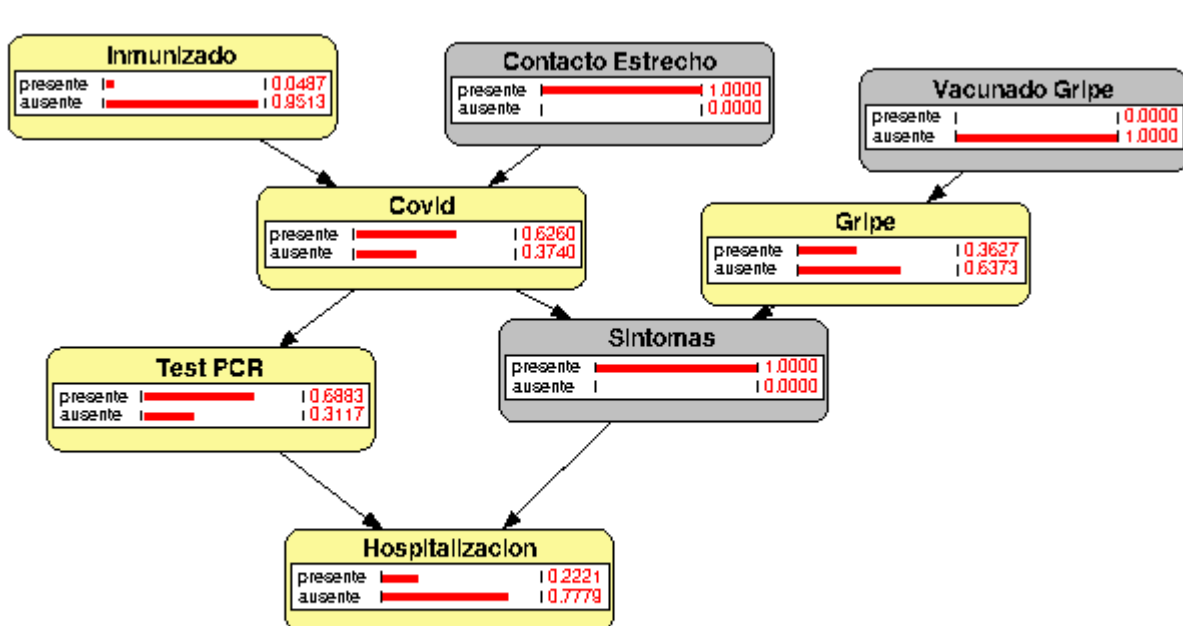 Inmunizado
presente 0.0487
ausente 0.9513
Contacto Estrecho
presente 1.0000
ausente 0.0000
Vacunado Gripe
presente 0.0000
ausente 1.0000
Covid
presente 0.6260
ausente 0.3740
Gripe
presente 0.3627
ausente 0.6373
Test PCR
presente 0.6883
ausente 0.3117
Sintomas
presente 1.0000
ausente 0.0000
Hospitalizacion
presente 0.2221
ausente 0.7779